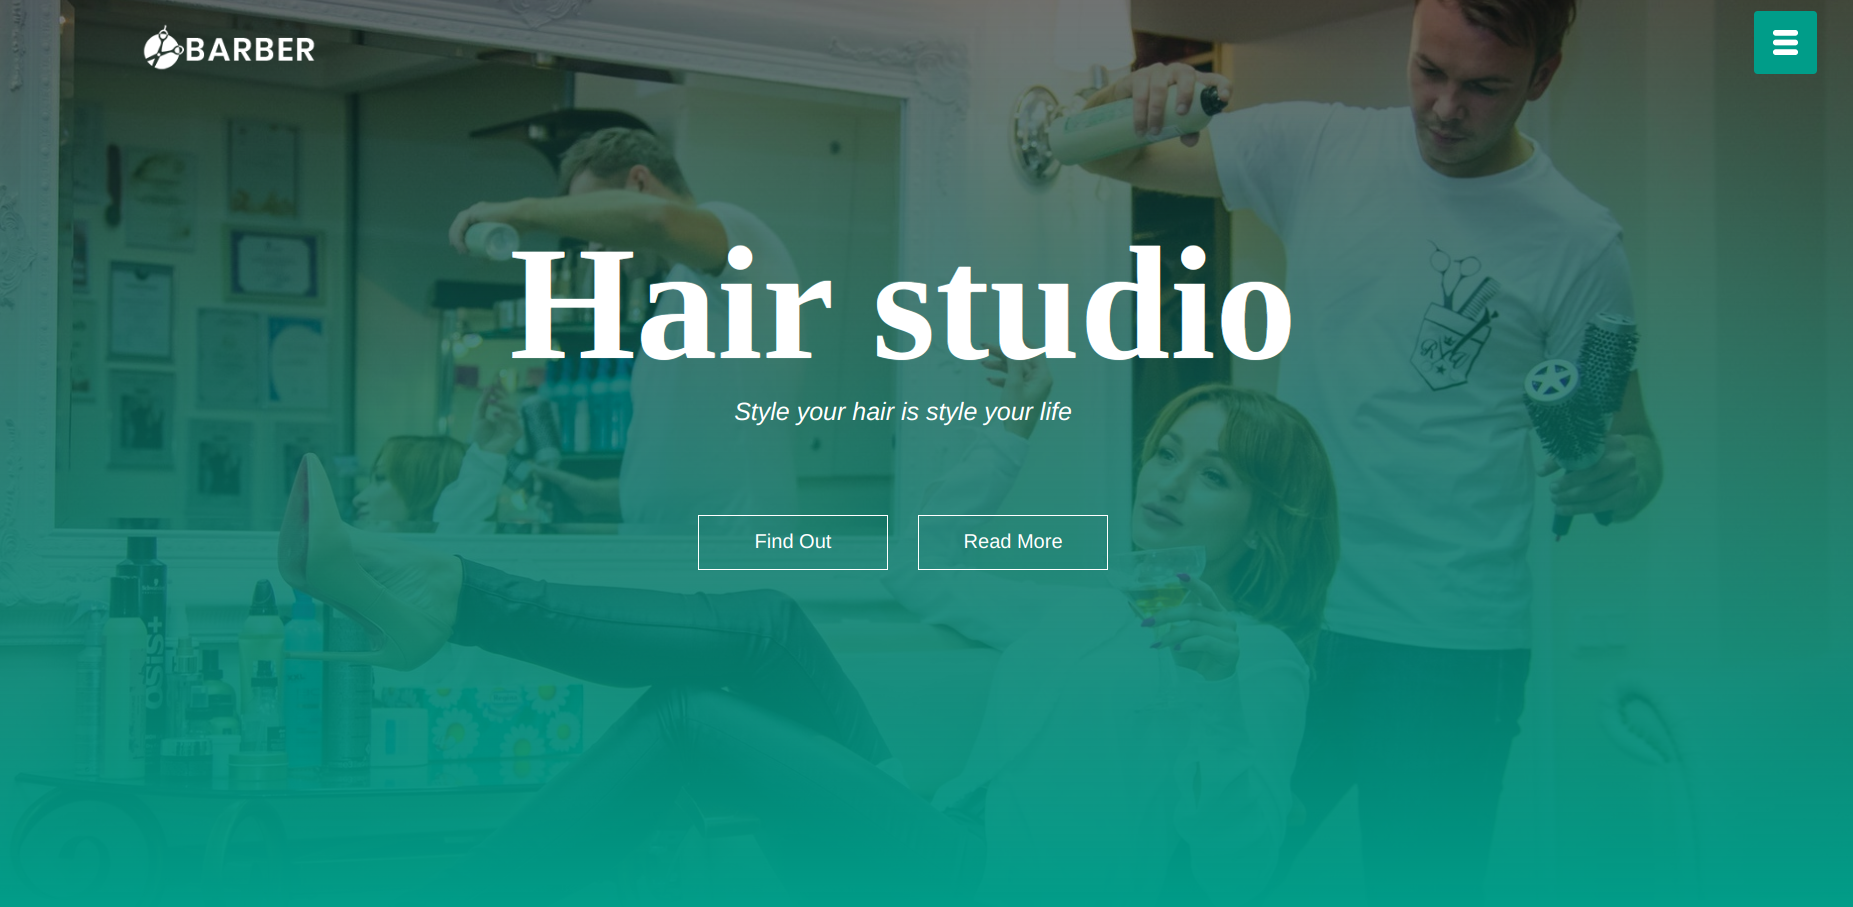 BARBER
Hair studio
Style your hair is style your life
Find Out
Read More
OSiS+